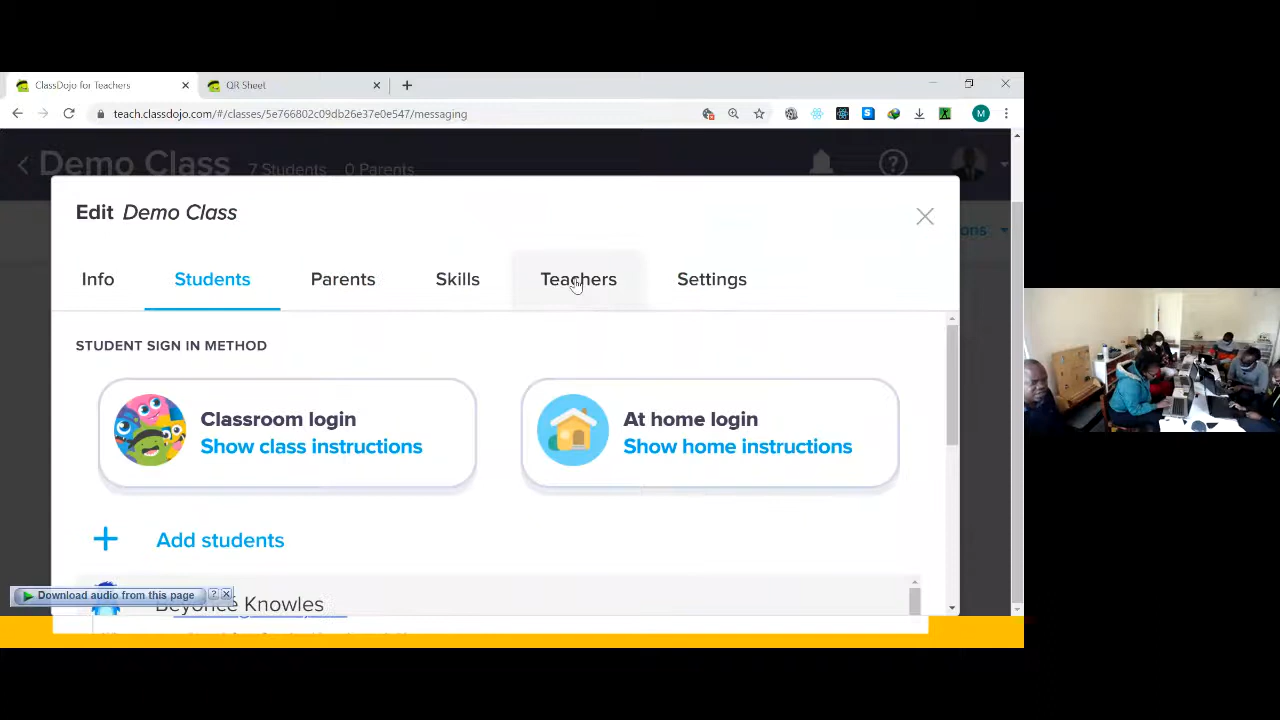 ClassDojo for Teachers
QR Sheet
teach.classdojo.com/#/classes/5e766802c09db26e37e0e547/messaging
M
Demo Class 7 Students 0 Parents
Edit Demo Class
Info Students Parents Skills Teachers Settings
STUDENT SIGN IN METHOD
Classroom login
Show class instructions
At home login
Show home instructions
Add students
Download audio from this page
Beyonce Knowles